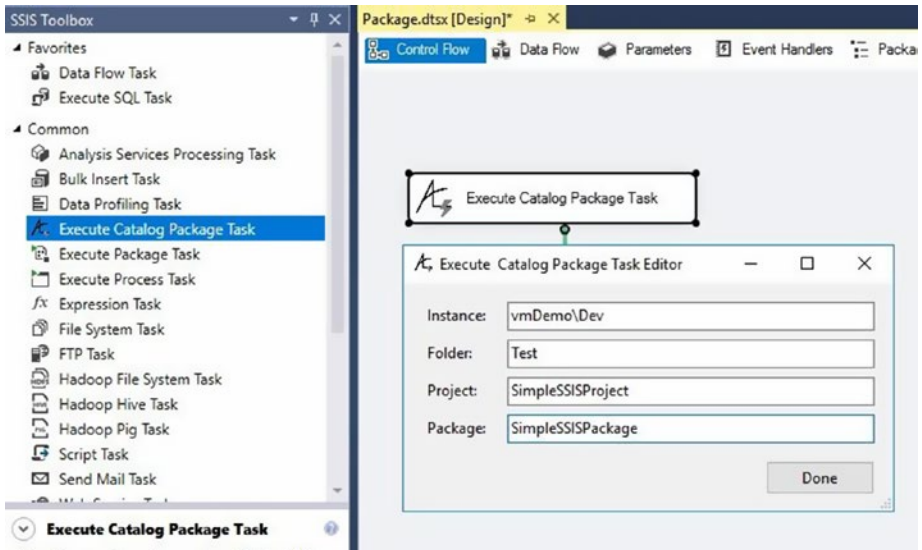 SSIS Toolbox
Favorites
Data Flow Task
Execute SQL Task
Common
Analysis Services Processing Task
Bulk Insert Task
Data Profiling Task
Execute Catalog Package Task
Execute Package Task
Execute Process Task
Expression Task
File System Task
FTP Task
Hadoop File System Task
Hadoop Hive Task
Hadoop Pig Task
Script Task
Send Mail Task
Execute Catalog Package Task
Package.dtsx [Design]*
Control Flow Data Flow Parameters Event Handlers Packa
Execute Catalog Package Task
Execute Catalog Package Task Editor
Instance: vmDemo\Dev
Folder: Test
Project: SimpleSSISProject
Package: SimpleSSISPackage
Done